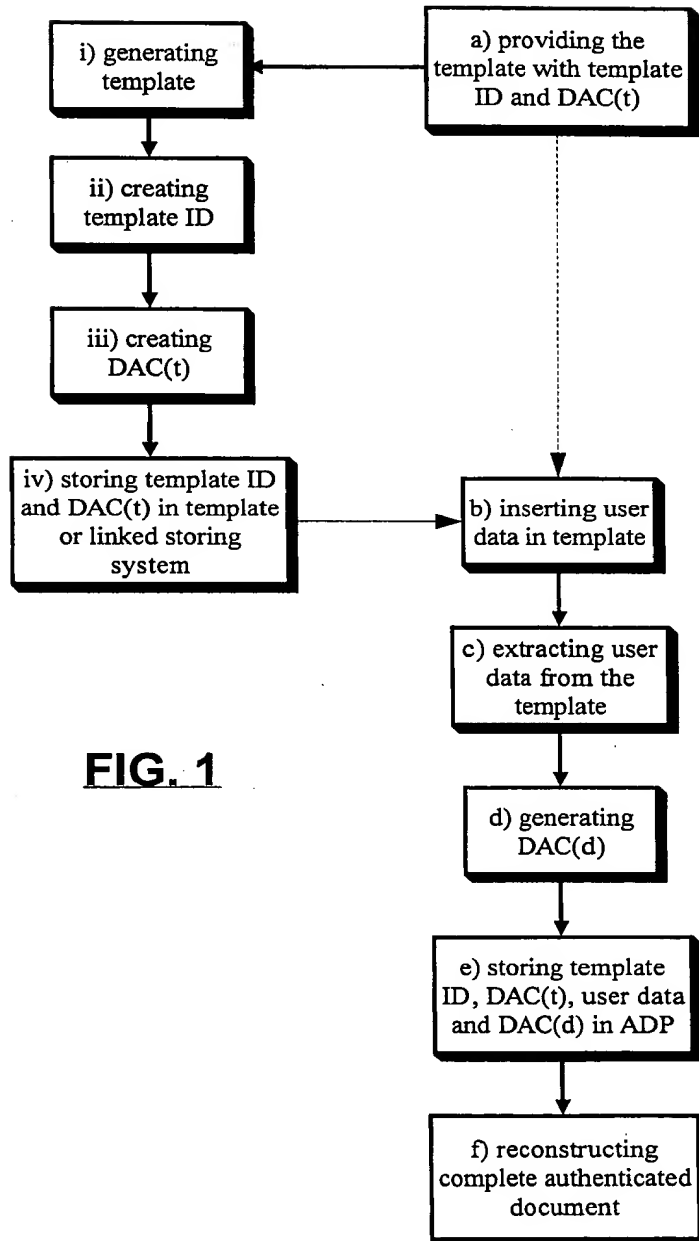 i) generating
template
a) providing the
template with template
ID and DAC(t)
ii) creating
template ID
iii) creating
DAC(t)
iv) storing template ID
and DAC(t) in template
or linked storing
system
b) inserting user
data in template
c) extracting user
data from the
template
FIG. 1
d) generating
DAC(d)
e) storing template
ID, DAC(t), user data
and DAC(d) in ADP
f) reconstructing
complete authenticated
document